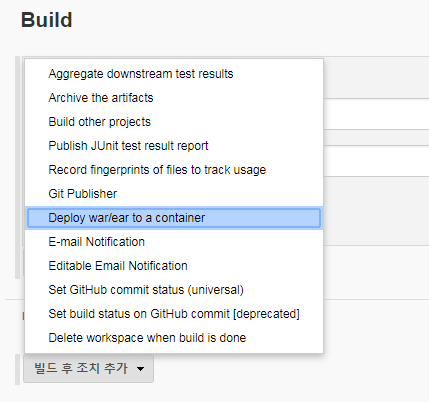 Build
Aggregate downstream test results
Archive the artifacts
Build other projects
Publish JUnit test result report
Record fingerprints of files to track usage
Git Publisher
Deploy war/ear to a container
E-mail Notification
Editable Email Notification
Set GitHub commit status (universal)
Set build status on GitHub commit [deprecated]
Delete workspace when build is done
빌드 후 조치 추가